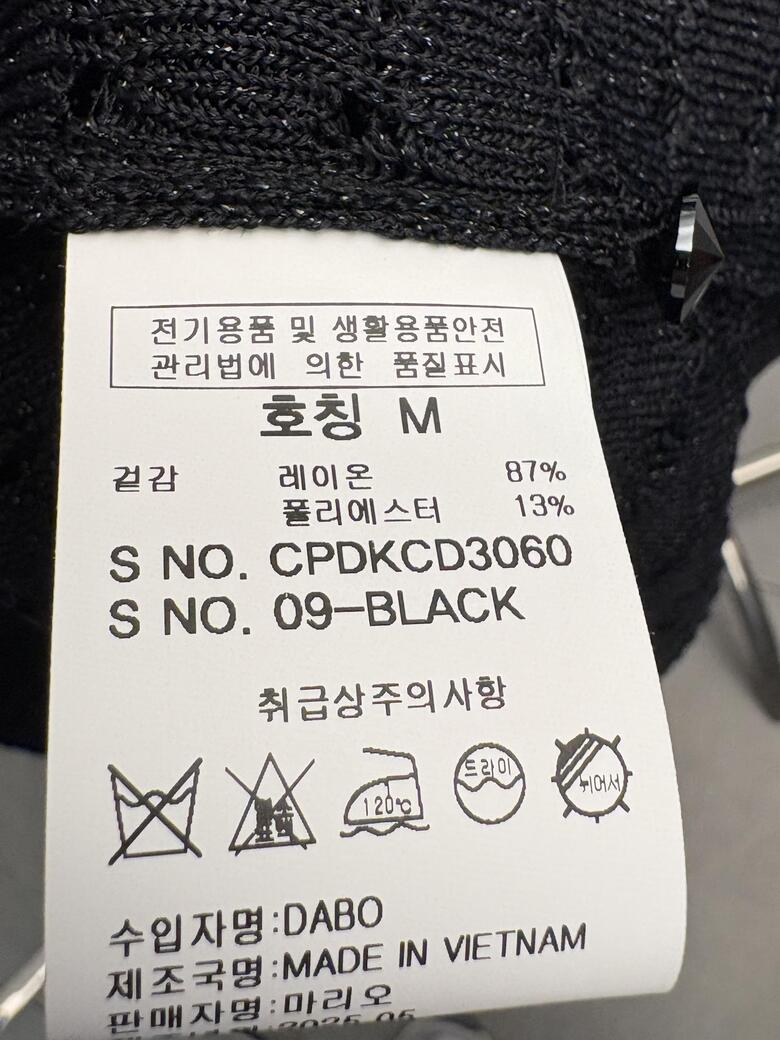 전기용품 및 생활용품안전
관리법에 의한 품질표시
호칭 M
겉감 레이온 87%
폴리에스터 13%
S NO. CPDKCD3060
S NO. 09-BLACK
취급상주의사항
120℃
드라이
뉘어서
수입자명:DABO
제조국명:MADE IN VIETNAM
판매자명:마리오
2025.05